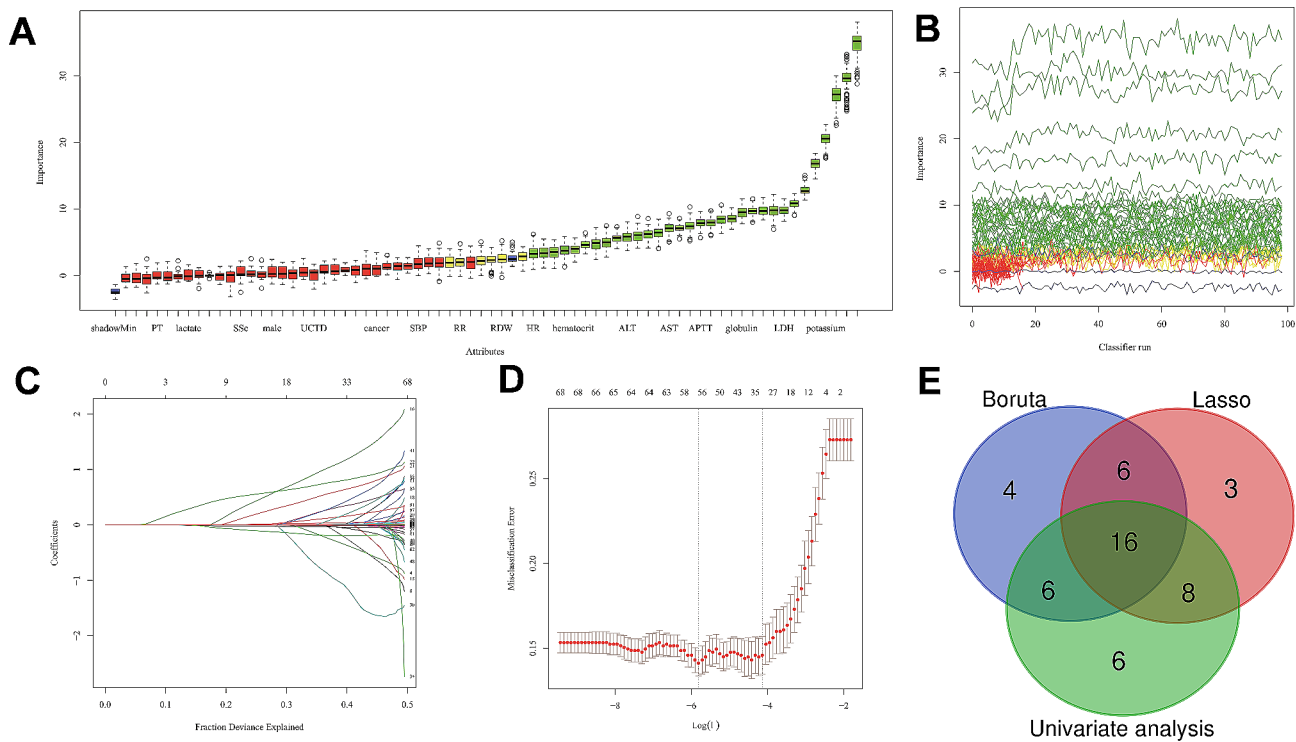 A
Importance
0 10 20 30
shadowMin PT lactate SSc male UCTD cancer SBP RR RDW HR hematocrit ALT AST APTT globulin LDH potassium
Attributes
B
Importance
0 10 20 30
0 20 40 60 80 100
Classifier run
C
0 3 9 18 33 68
Coefficients
2
1
0
−1
−2
0.0 0.1 0.2 0.3 0.4 0.5
Fraction Deviance Explained
D
68 68 66 65 64 64 63 58 56 50 43 35 27 18 12 4 2
Misclassification Error
0.15 0.20 0.25
−8 −6 −4 −2
E
Boruta
Lasso
4
6
3
16
6
8
6
Univariate analysis